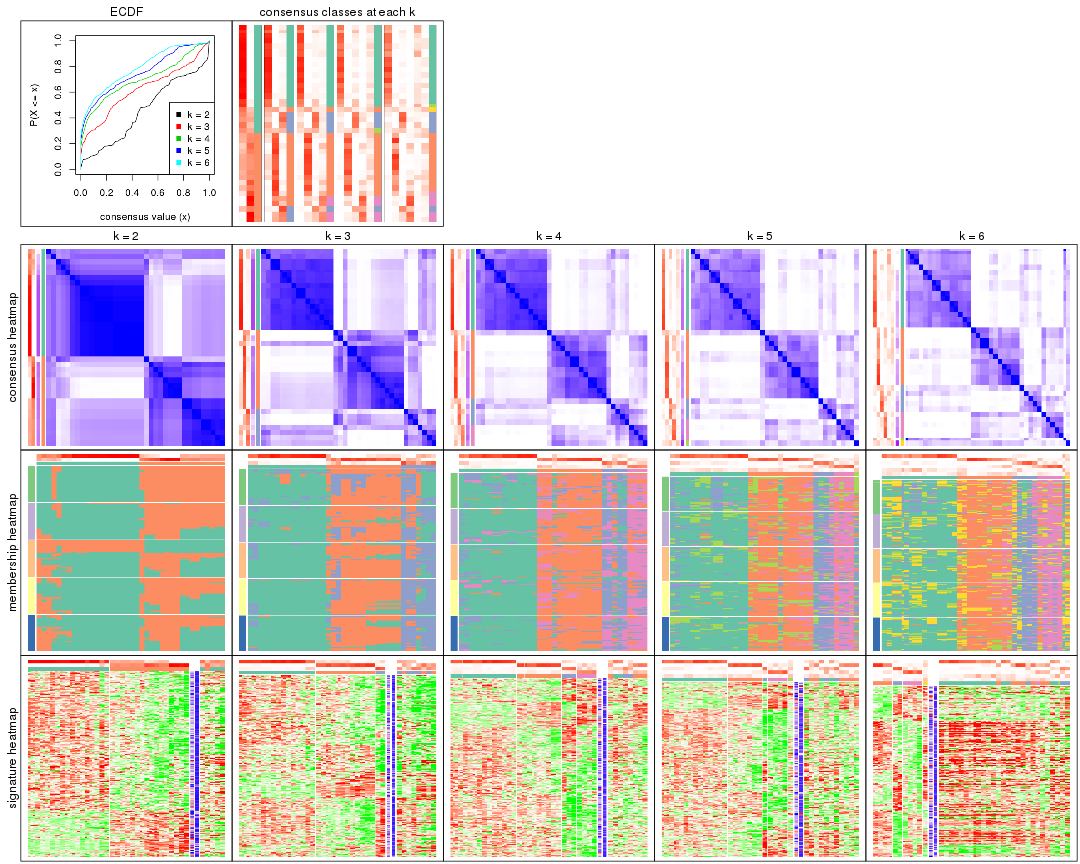 ECDF
consensus classes at each k
P(X <= x)
0.0 0.2 0.4 0.6 0.8 1.0
k = 2
k = 3
k = 4
k = 5
k = 6
0.0 0.2 0.4 0.6 0.8 1.0
consensus value (x)
k = 2
k = 3
k = 4
k = 5
k = 6
consensus heatmap
membership heatmap
signature heatmap